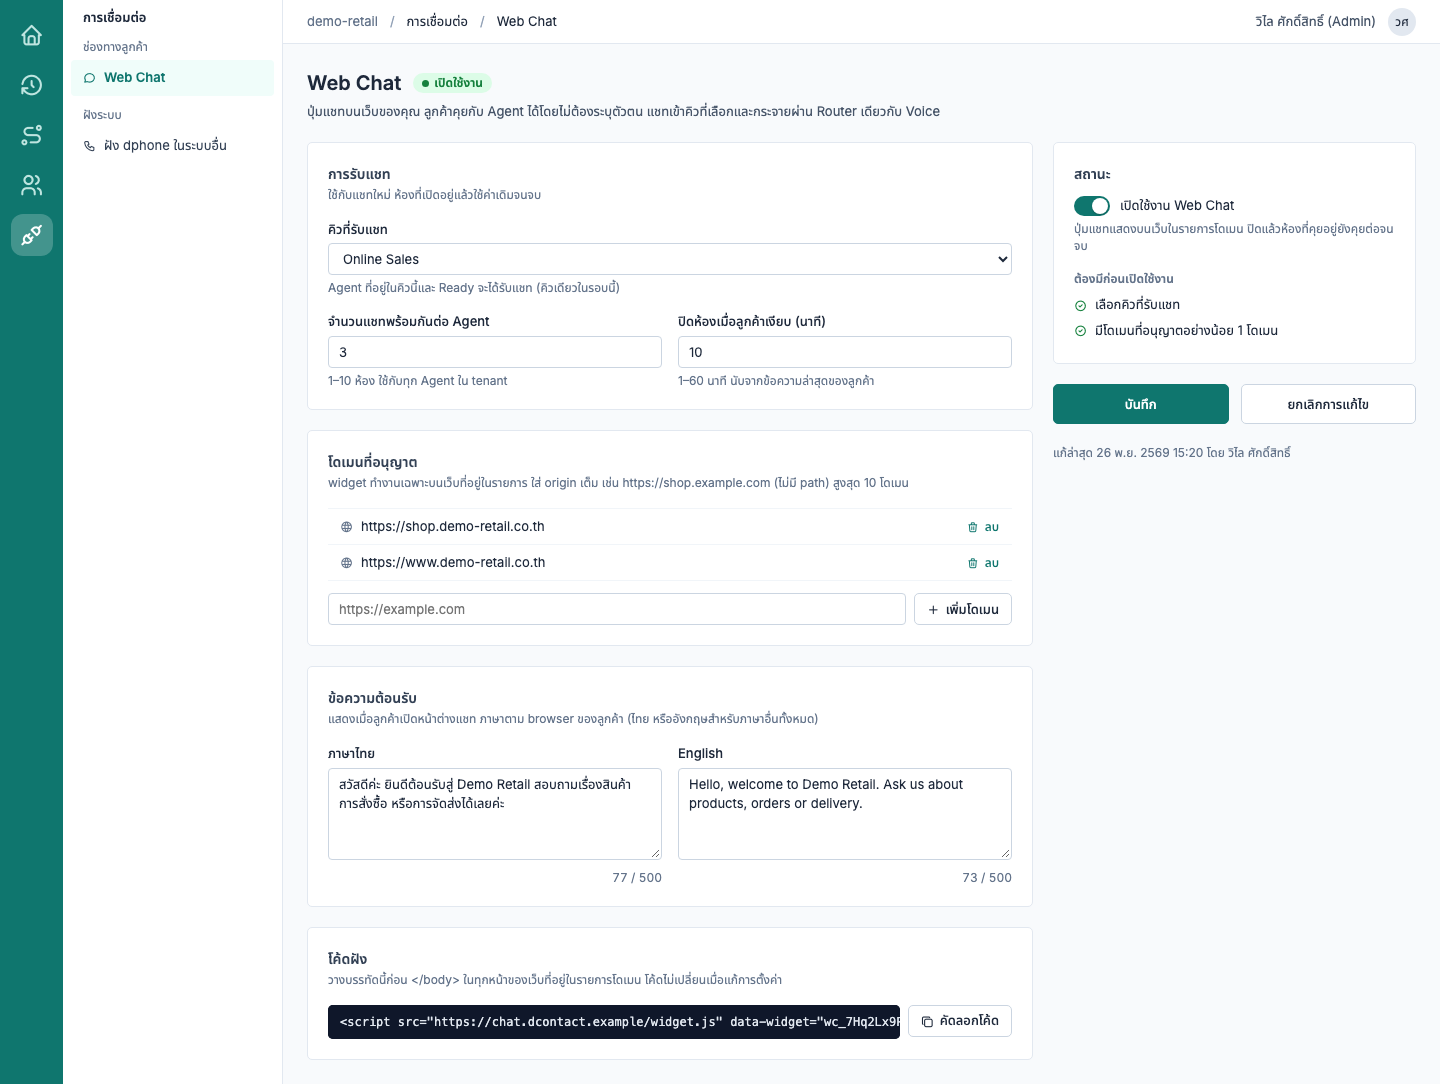 การเชื่อมต่อ
ช่องทางลูกค้า
Web Chat
ฝังระบบ
ฝัง dphone ในระบบอื่น
demo-retail / การเชื่อมต่อ / Web Chat
วิไล ศักดิ์สิทธิ์ (Admin) วศ
Web Chat เปิดใช้งาน
ปุ่มแชทบนเว็บของคุณ ลูกค้าคุยกับ Agent ได้โดยไม่ต้องระบุตัวตน แชทเข้าคิวที่เลือกและกระจายผ่าน Router เดียวกับ Voice
การรับแชท
ใช้กับแชทใหม่ ห้องที่เปิดอยู่แล้วใช้ค่าเดิมจนจบ
คิวที่รับแชท
Online Sales
Agent ที่อยู่ในคิวนี้และ Ready จะได้รับแชท (คิวเดียวในรอบนี้)
จำนวนแชทพร้อมกันต่อ Agent
3
1–10 ห้อง ใช้กับทุก Agent ใน tenant
ปิดห้องเมื่อลูกค้าเงียบ (นาที)
10
1–60 นาที นับจากข้อความล่าสุดของลูกค้า
โดเมนที่อนุญาต
widget ทำงานเฉพาะบนเว็บที่อยู่ในรายการ ใส่ origin เต็ม เช่น https://shop.example.com (ไม่มี path) สูงสุด 10 โดเมน
https://shop.demo-retail.co.th ลบ
https://www.demo-retail.co.th ลบ
https://example.com เพิ่มโดเมน
ข้อความต้อนรับ
แสดงเมื่อลูกค้าเปิดหน้าต่างแชท ภาษาตาม browser ของลูกค้า (ไทย หรืออังกฤษสำหรับภาษาอื่นทั้งหมด)
ภาษาไทย
สวัสดีค่ะ ยินดีต้อนรับสู่ Demo Retail สอบถามเรื่องสินค้า
การสั่งซื้อ หรือการจัดส่งได้เลยค่ะ
77 / 500
English
Hello, welcome to Demo Retail. Ask us about
products, orders or delivery.
73 / 500
โค้ดฝัง
วางบรรทัดนี้ก่อน </body> ในทุกหน้าของเว็บที่อยู่ในรายการโดเมน โค้ดไม่เปลี่ยนเมื่อแก้การตั้งค่า
<script src="https://chat.dcontact.example/widget.js" data-widget="wc_7Hq2Lx9 คัดลอกโค้ด
สถานะ
เปิดใช้งาน Web Chat
ปุ่มแชทแสดงบนเว็บในรายการโดเมน ปิดแล้วห้องที่คุยอยู่ยังคุยต่อจน
จบ
ต้องมีก่อนเปิดใช้งาน
เลือกคิวที่รับแชท
มีโดเมนที่อนุญาตอย่างน้อย 1 โดเมน
บันทึก
ยกเลิกการแก้ไข
แก้ล่าสุด 26 พ.ย. 2569 15:20 โดย วิไล ศักดิ์สิทธิ์